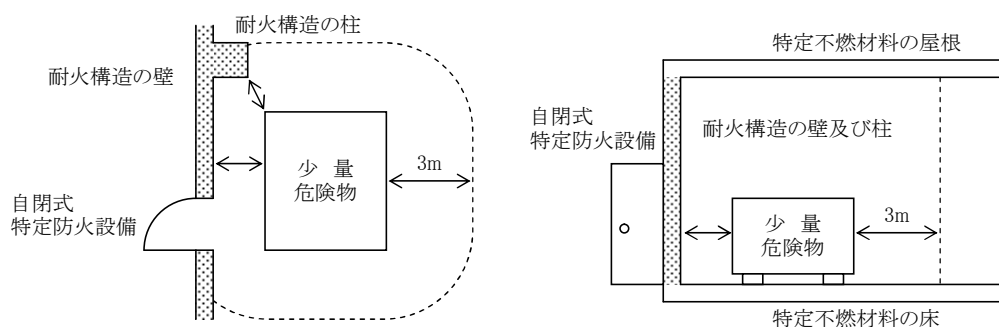 耐火構造の柱
耐火構造の壁
少 量
危険物
3m
自閉式
特定防火設備
特定不燃材料の屋根
自閉式
特定防火設備
耐火構造の壁及び柱
少 量
危険物
3m
特定不燃材料の床